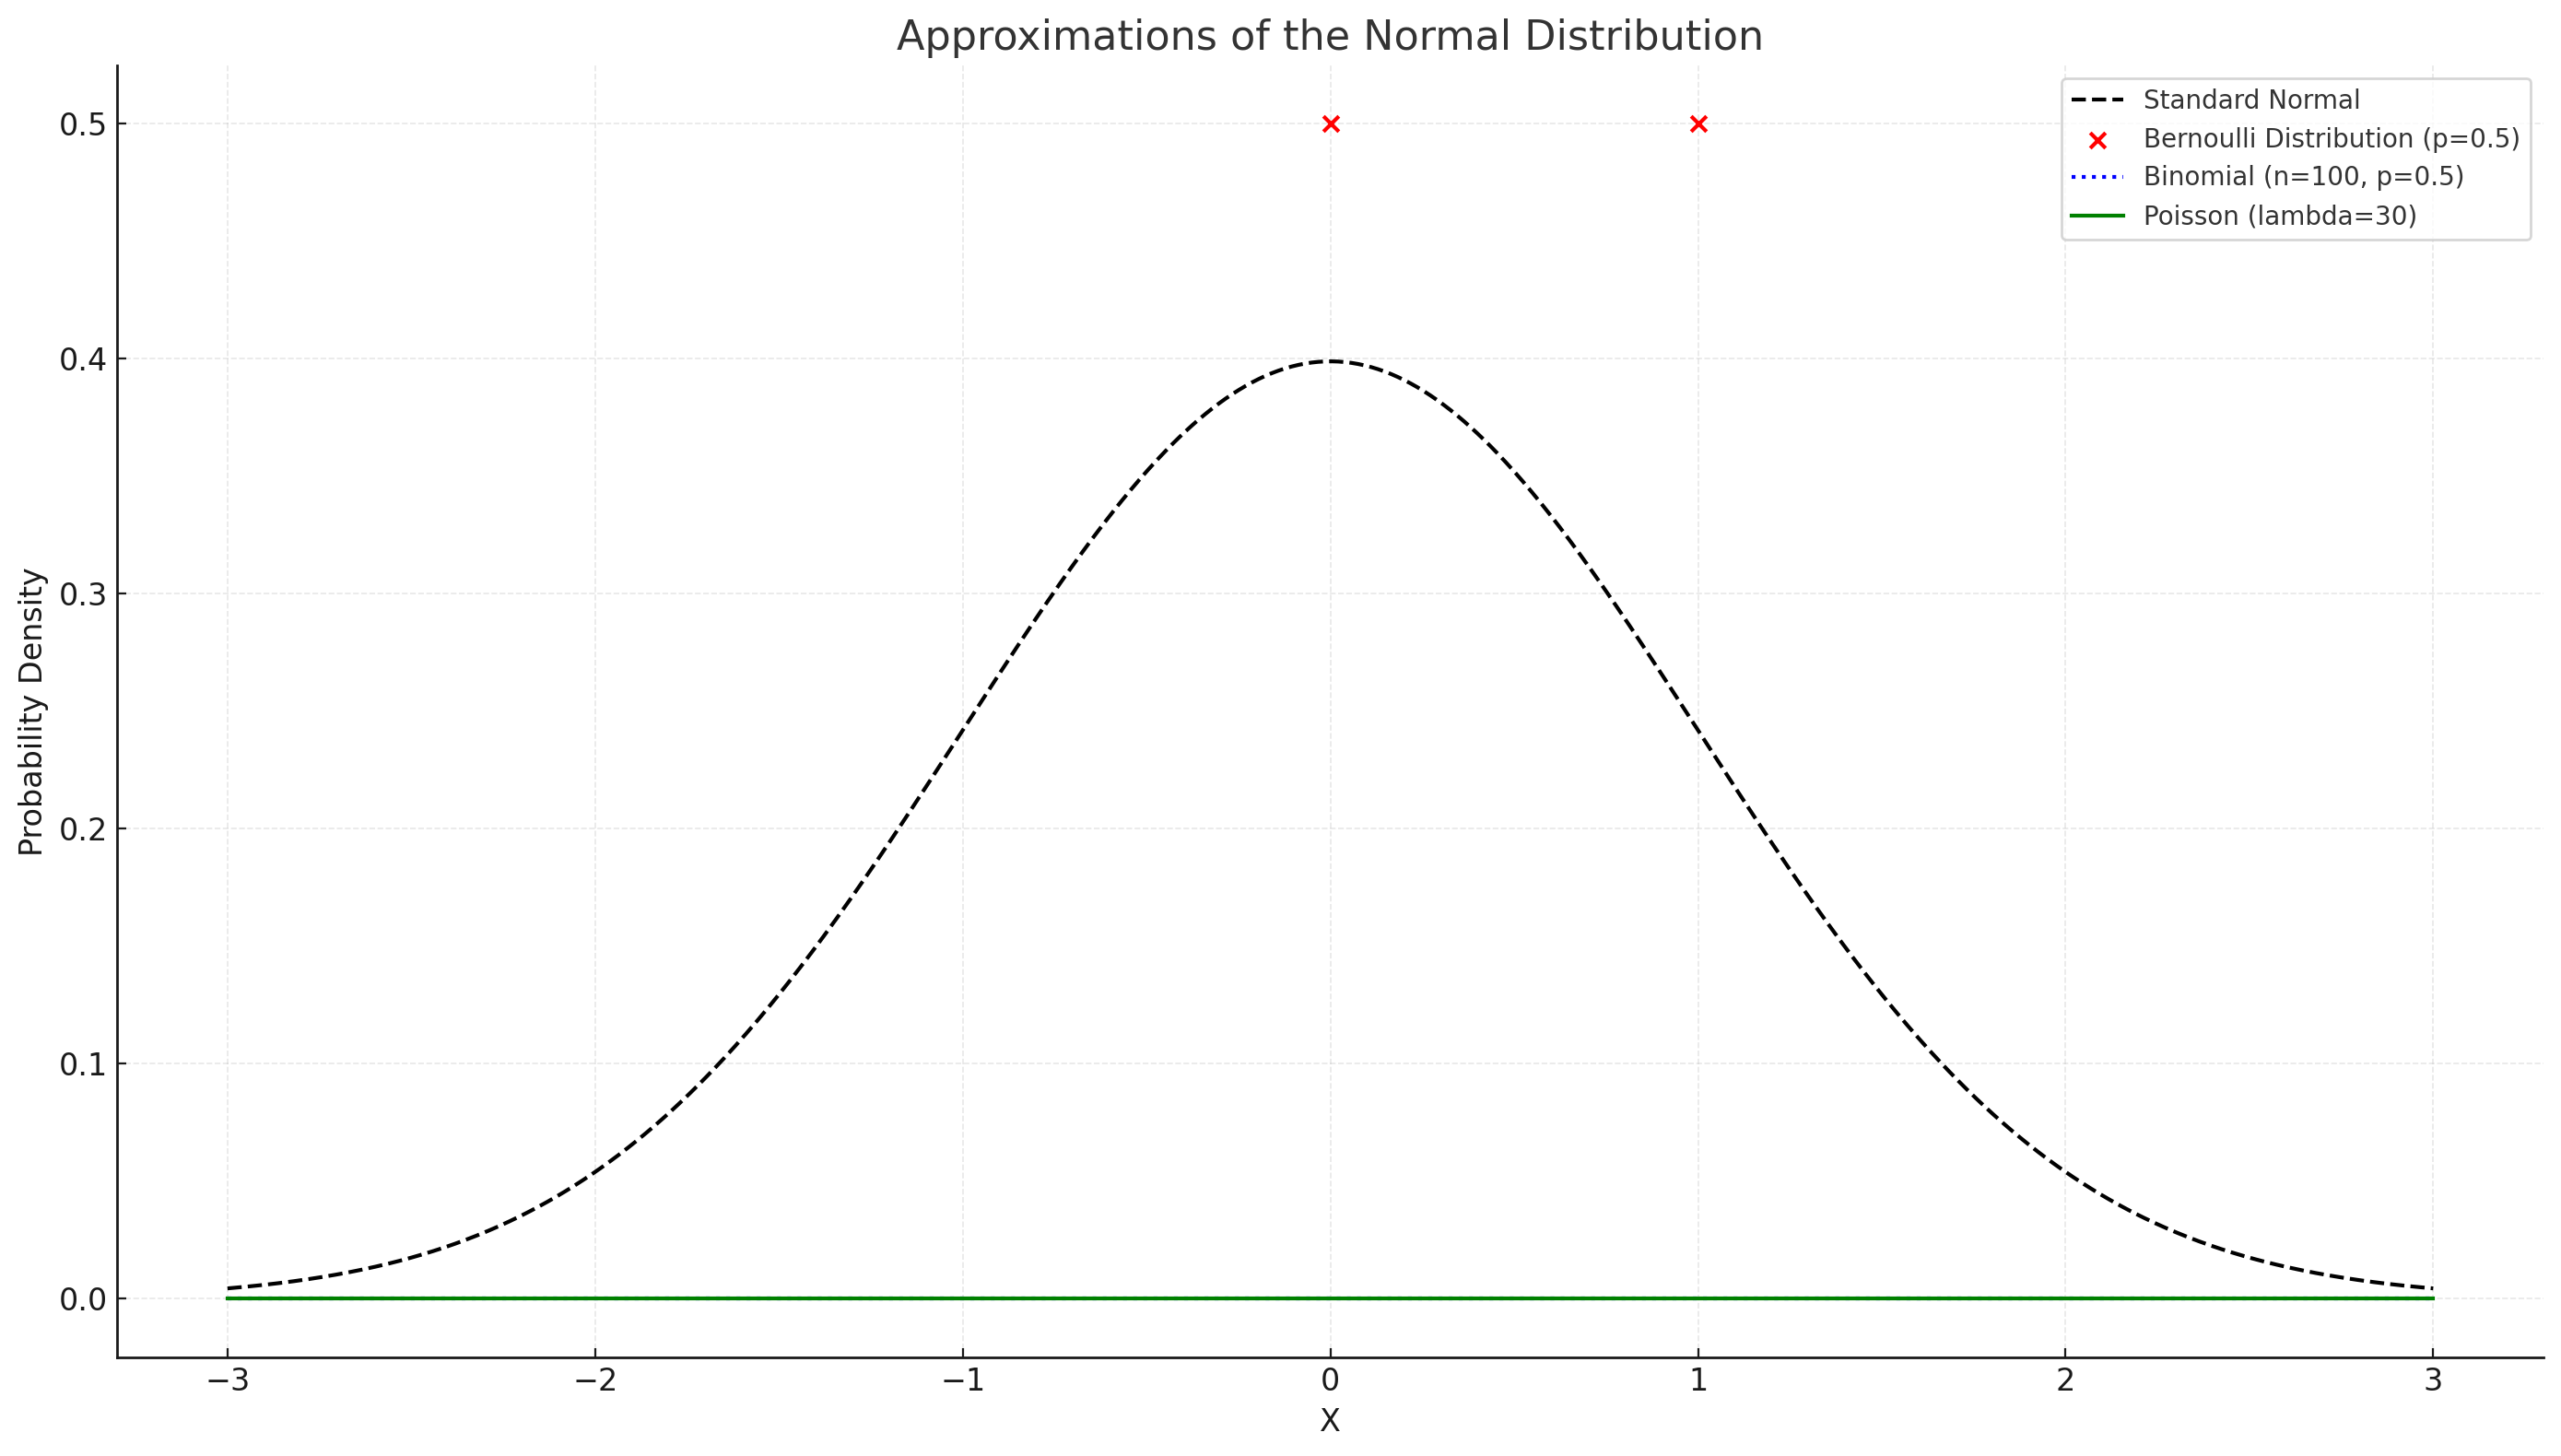 Approximations of the Normal Distribution
Standard Normal
Bernoulli Distribution (p=0.5)
Binomial (n=100, p=0.5)
Poisson (lambda=30)
Probability Density
0.5
0.4
0.3
0.2
0.1
0.0
−3 −2 −1 0 1 2 3
X